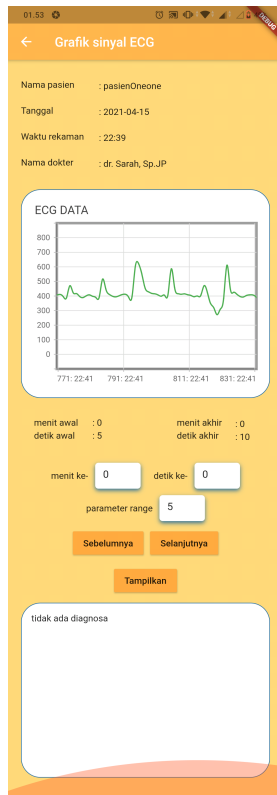 01.53
DEBUG
Grafik sinyal ECG
Nama pasien : pasienOneone
Tanggal : 2021-04-15
Waktu rekaman : 22:39
Nama dokter : dr. Sarah, Sp.JP
ECG DATA
800
700
600
500
400
300
200
100
0
771: 22:41 791: 22:41 811: 22:41 831: 22:41
menit awal : 0 menit akhir : 0
detik awal : 5 detik akhir : 10
menit ke- 0 detik ke- 0
parameter range 5
Sebelumnya Selanjutnya
Tampilkan
tidak ada diagnosa